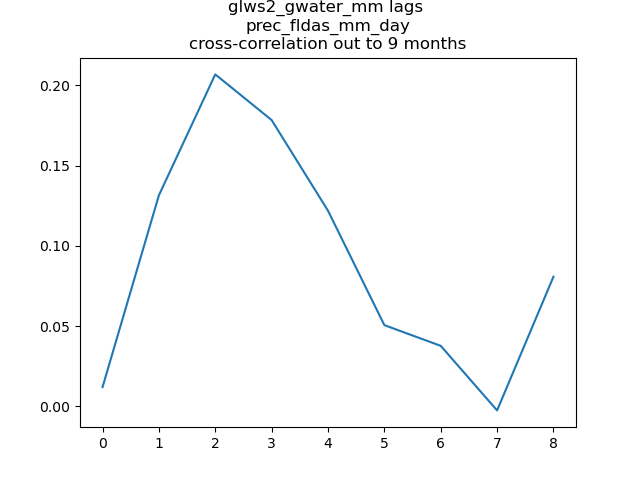 glws2_gwater_mm lags
prec_fldas_mm_day
cross-correlation out to 9 months
0.20
0.15
0.10
0.05
0.00
0 1 2 3 4 5 6 7 8